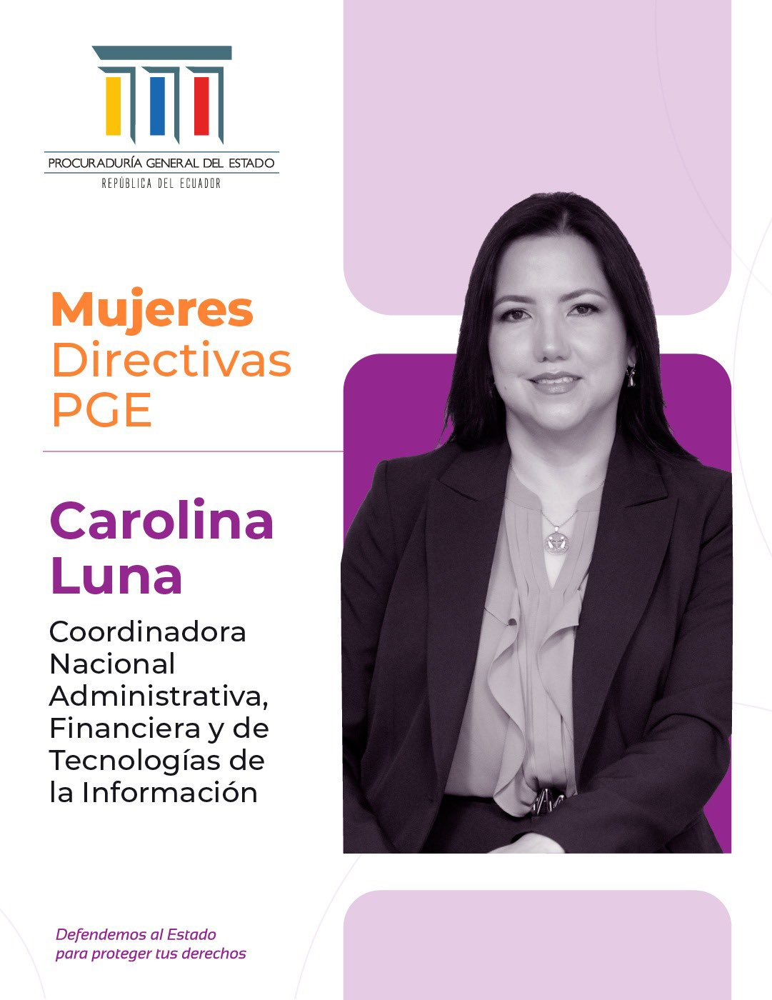 PROCURADURÍA GENERAL DEL ESTADO
REPÚBLICA DEL ECUADOR
Mujeres
Directivas
PGE
Carolina
Luna
Coordinadora
Nacional
Administrativa,
Financiera y de
Tecnologías de
la Información
Defendemos al Estado
para proteger tus derechos